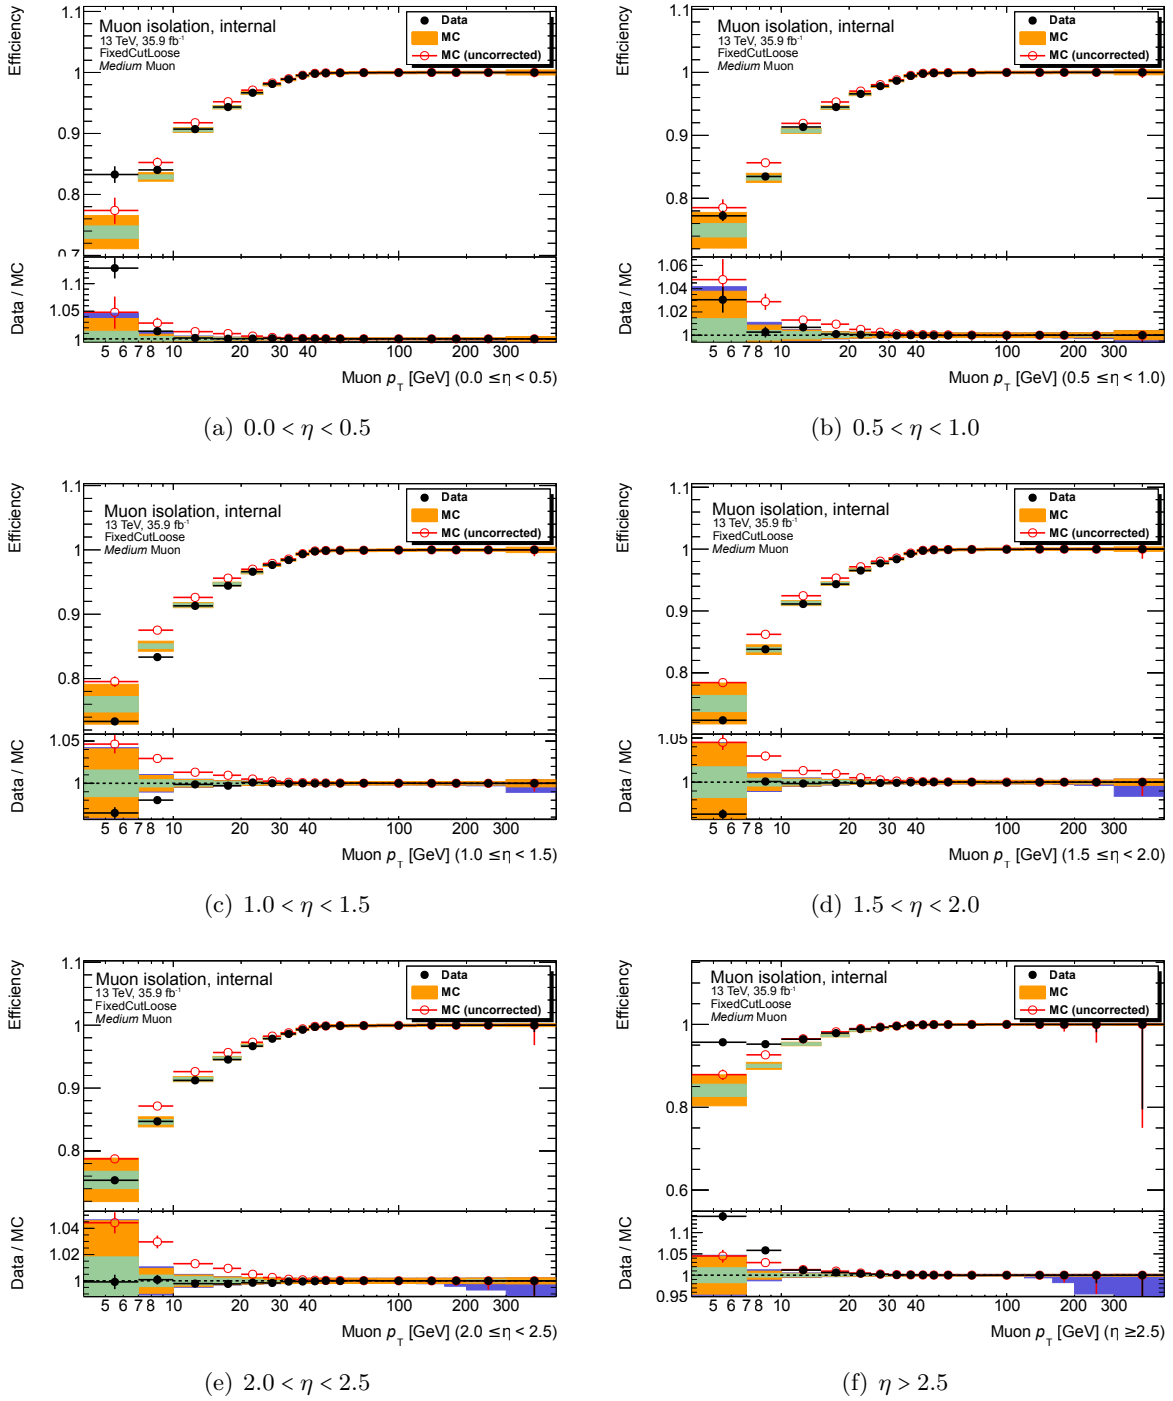 Efficiency
1.1
1
0.9
0.8
0.7
Muon isolation, internal
13 TeV, 35.9 fb⁻¹
FixedCutLoose
Medium Muon
Data
MC
MC (uncorrected)
Data / MC
1.1
1.05
1
5 6 7 8 10 20 30 40 100 200 300
Muon p_T [GeV] (0.0 ≤η < 0.5)
(a) 0.0 < η < 0.5
Efficiency
1.1
1
0.9
0.8
Muon isolation, internal
13 TeV, 35.9 fb⁻¹
FixedCutLoose
Medium Muon
Data
MC
MC (uncorrected)
Data / MC
1.06
1.04
1.02
1
5 6 7 8 10 20 30 40 100 200 300
Muon p_T [GeV] (0.5 ≤η < 1.0)
(b) 0.5 < η < 1.0
Efficiency
1.1
1
0.9
0.8
Muon isolation, internal
13 TeV, 35.9 fb⁻¹
FixedCutLoose
Medium Muon
Data
MC
MC (uncorrected)
Data / MC
1.05
1
5 6 7 8 10 20 30 40 100 200 300
Muon p_T [GeV] (1.0 ≤η < 1.5)
(c) 1.0 < η < 1.5
Efficiency
1.1
1
0.9
0.8
Muon isolation, internal
13 TeV, 35.9 fb⁻¹
FixedCutLoose
Medium Muon
Data
MC
MC (uncorrected)
Data / MC
1.05
1
5 6 7 8 10 20 30 40 100 200 300
Muon p_T [GeV] (1.5 ≤η < 2.0)
(d) 1.5 < η < 2.0
Efficiency
1.1
1
0.9
0.8
Muon isolation, internal
13 TeV, 35.9 fb⁻¹
FixedCutLoose
Medium Muon
Data
MC
MC (uncorrected)
Data / MC
1.04
1.02
1
5 6 7 8 10 20 30 40 100 200 300
Muon p_T [GeV] (2.0 ≤η < 2.5)
(e) 2.0 < η < 2.5
Efficiency
1
0.9
0.8
0.7
0.6
Muon isolation, internal
13 TeV, 35.9 fb⁻¹
FixedCutLoose
Medium Muon
Data
MC
MC (uncorrected)
Data / MC
1.1
1.05
1
0.95
5 6 7 8 10 20 30 40 100 200 300
Muon p_T [GeV] (η ≥2.5)
(f) η > 2.5